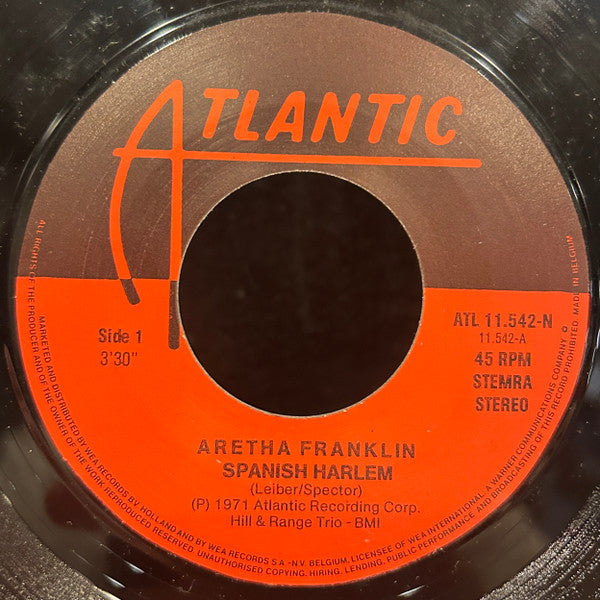 ATLANTIC
Side 1
3'30"
ATL 11.542-N
11.542-A
45 RPM
STEMRA
STEREO
ARETHA FRANKLIN
SPANISH HARLEM
(Leiber/Spector)
(P) 1971 Atlantic Recording Corp.
Hill & Range Trio - BMI
MARKETED AND DISTRIBUTED BY WEA RECORDS B.V. HOLLAND AND BY WEA RECORDS S.A.-N.V. BELGIUM. LICENSEE OF WEA INTERNATIONAL. A WARNER COMMUNICATIONS COMPANY
ALL RIGHTS OF THE PRODUCER AND OF THE OWNER OF THE RECORDED WORK RESERVED. UNAUTHORISED COPYING, HIRING, LENDING, PUBLIC PERFORMANCE AND BROADCASTING OF THIS RECORD PROHIBITED. MADE IN BELGIUM